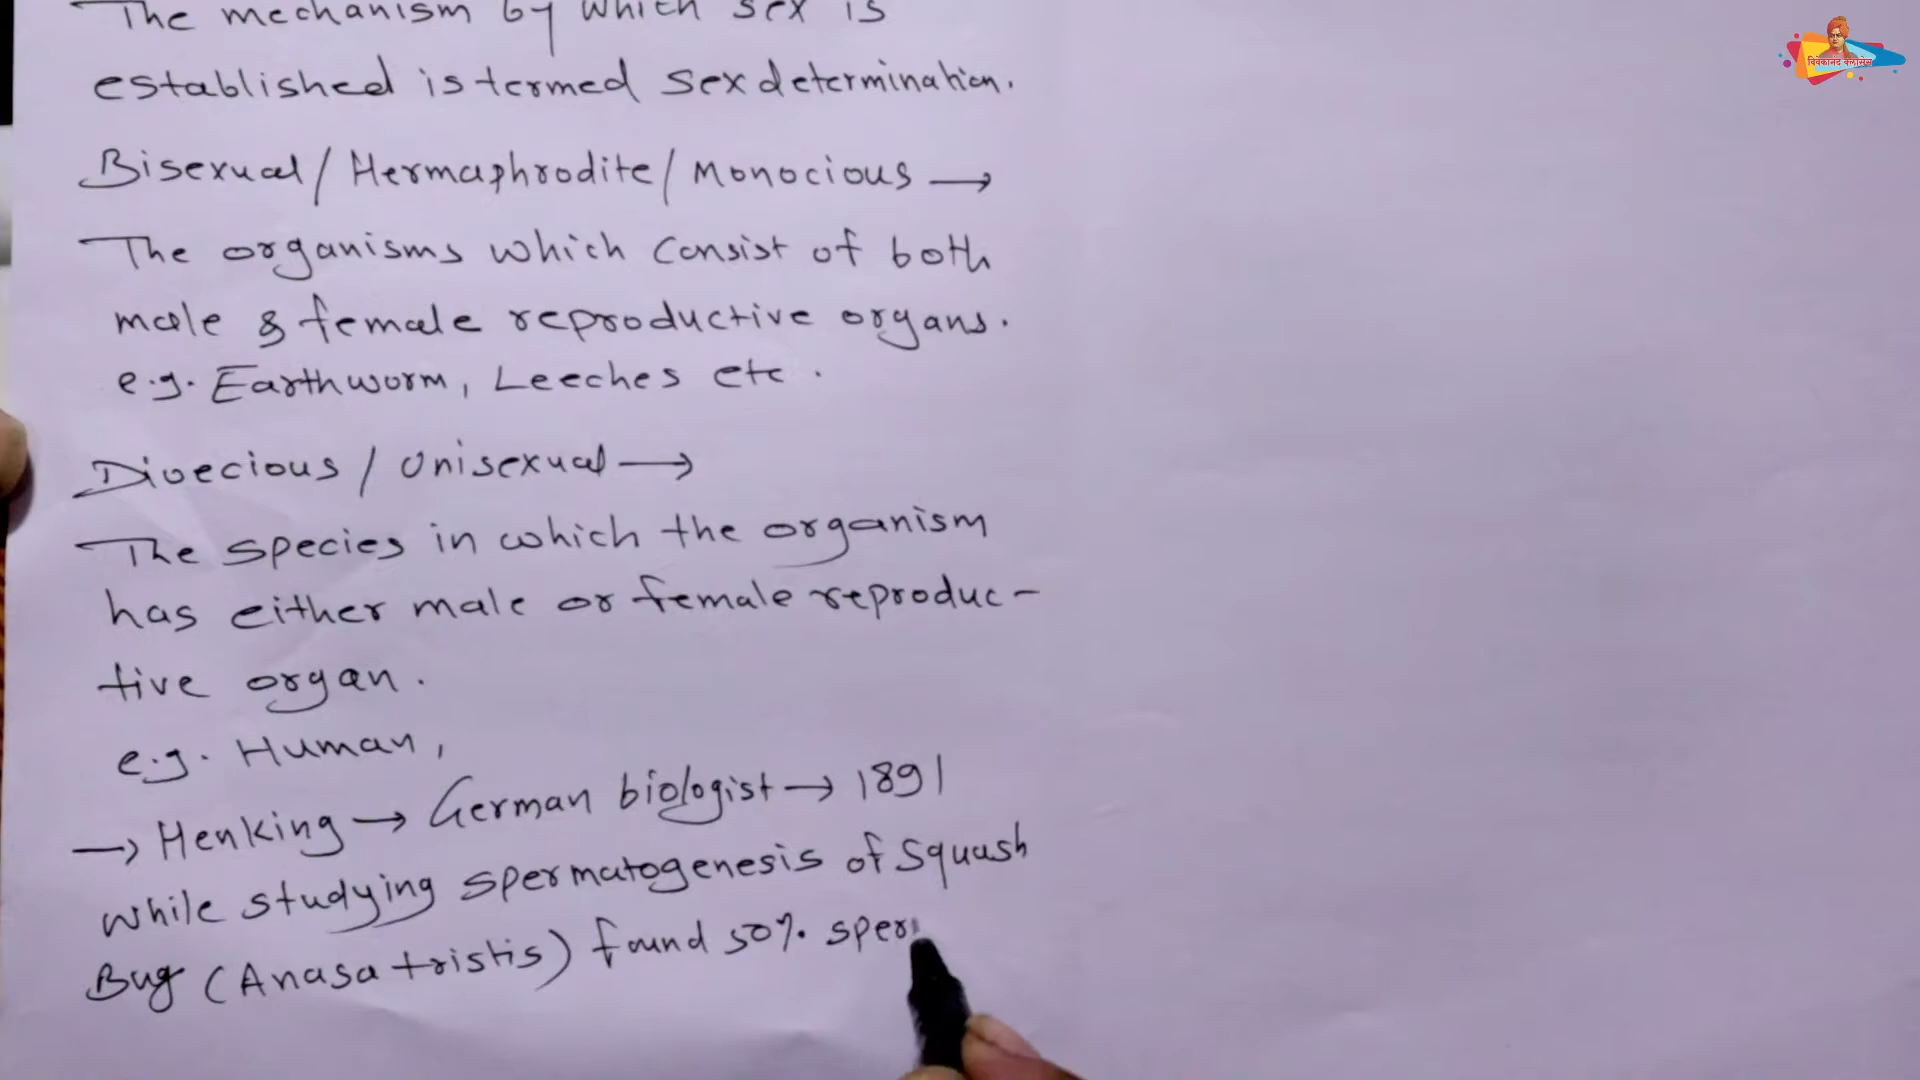 The mechanism by which sex is
established is termed sex determination.
Bisexual / Hermaphrodite / Monocious →
The organisms which consist of both
male & female reproductive organs.
e.g. Earthworm, Leeches etc.
Dioecious / Unisexual →
The species in which the organism
has either male or female reproduc-
tive organ.
e.g. Human,
→ Henking → German biologist → 1891
while studying spermatogenesis of Squash
Bug (Anasa tristis) found 50% sper
विवेकानंद क्लासेस